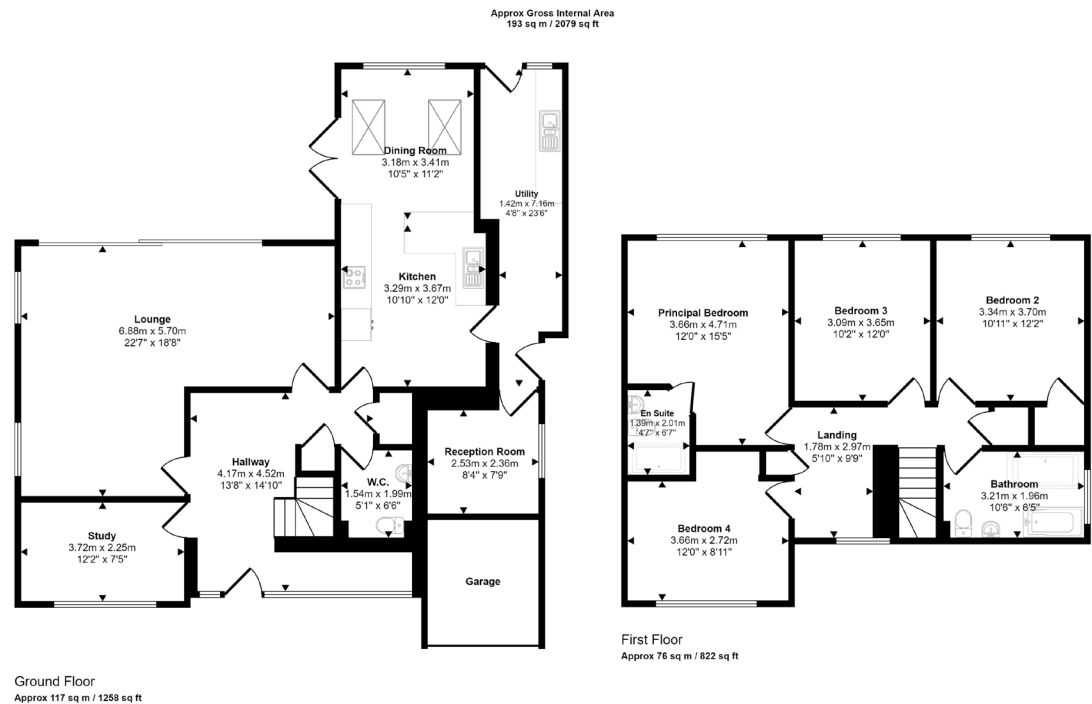 Approx Gross Internal Area
193 sq m / 2079 sq ft
Dining Room
3.18m x 3.41m
10'5" x 11'2"
Utility
1.42m x 7.16m
4'8" x 23'6"
Kitchen
3.29m x 3.67m
10'10" x 12'0"
Lounge
6.88m x 5.70m
22'7" x 18'8"
Hallway
4.17m x 4.52m
13'8" x 14'10"
W.C.
1.54m x 1.99m
5'1" x 6'6"
Reception Room
2.53m x 2.36m
8'4" x 7'9"
Study
3.72m x 2.25m
12'2" x 7'5"
Garage
Ground Floor
Approx 117 sq m / 1258 sq ft
Principal Bedroom
3.66m x 4.71m
12'0" x 15'5"
Bedroom 3
3.09m x 3.65m
10'2" x 12'0"
Bedroom 2
3.34m x 3.70m
10'11" x 12'2"
En Suite
1.39m x 2.01m
4'7" x 6'7"
Landing
1.78m x 2.97m
5'10" x 9'9"
Bathroom
3.21m x 1.96m
10'6" x 6'5"
Bedroom 4
3.66m x 2.72m
12'0" x 8'11"
First Floor
Approx 76 sq m / 822 sq ft